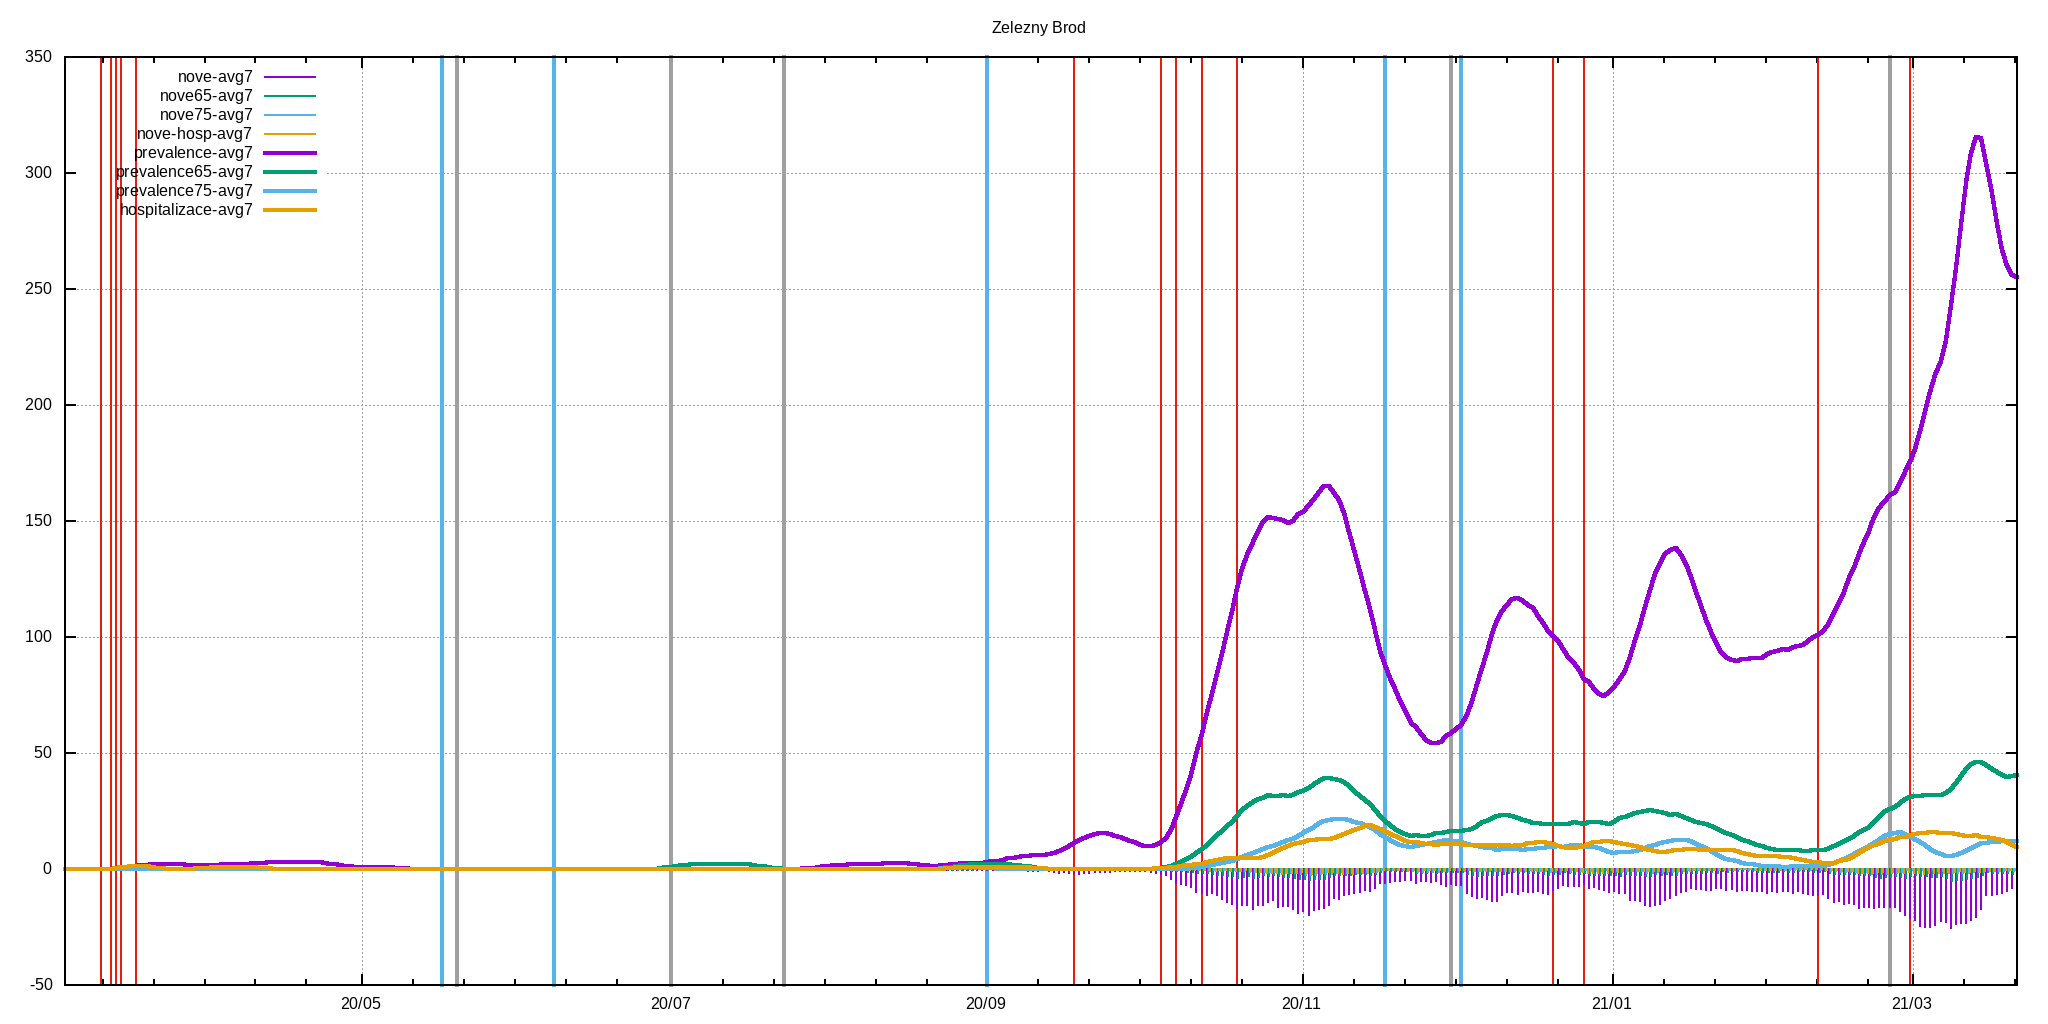 Zelezny Brod
350
300
250
200
150
100
50
0
-50
nove-avg7
nove65-avg7
nove75-avg7
nove-hosp-avg7
prevalence-avg7
prevalence65-avg7
prevalence75-avg7
hospitalizace-avg7
20/05 20/07 20/09 20/11 21/01 21/03